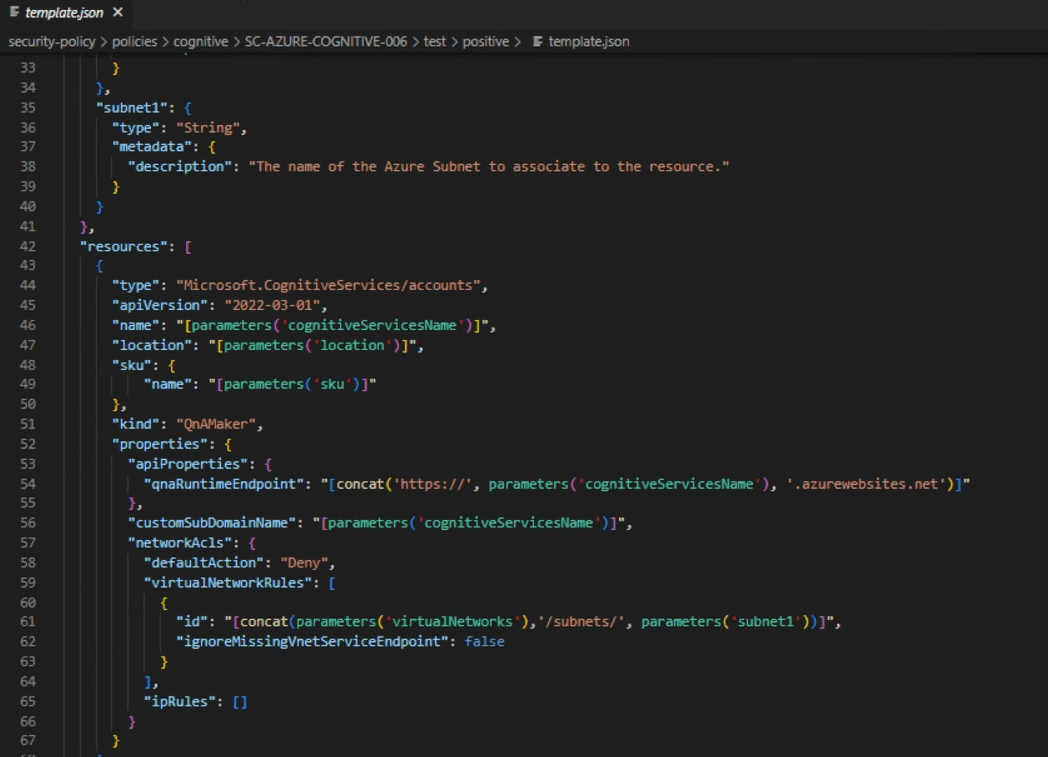 template.json ×
security-policy > policies > cognitive > SC-AZURE-COGNITIVE-006 > test > positive > template.json
33 }
34 },
35 "subnet1": {
36 "type": "String",
37 "metadata": {
38 "description": "The name of the Azure Subnet to associate to the resource."
39 }
40 }
41 },
42 "resources": [
43 {
44 "type": "Microsoft.CognitiveServices/accounts",
45 "apiVersion": "2022-03-01",
46 "name": "[parameters('cognitiveServicesName')]",
47 "location": "[parameters('location')]",
48 "sku": {
49 "name": "[parameters('sku')]"
50 },
51 "kind": "QnAMaker",
52 "properties": {
53 "apiProperties": {
54 "qnaRuntimeEndpoint": "[concat('https://', parameters('cognitiveServicesName'), '.azurewebsites.net')]"
55 },
56 "customSubDomainName": "[parameters('cognitiveServicesName')]",
57 "networkAcls": {
58 "defaultAction": "Deny",
59 "virtualNetworkRules": [
60 {
61 "id": "[concat(parameters('virtualNetworks'),'/subnets/', parameters('subnet1'))]",
62 "ignoreMissingVnetServiceEndpoint": false
63 }
64 ],
65 "ipRules": []
66 }
67 }